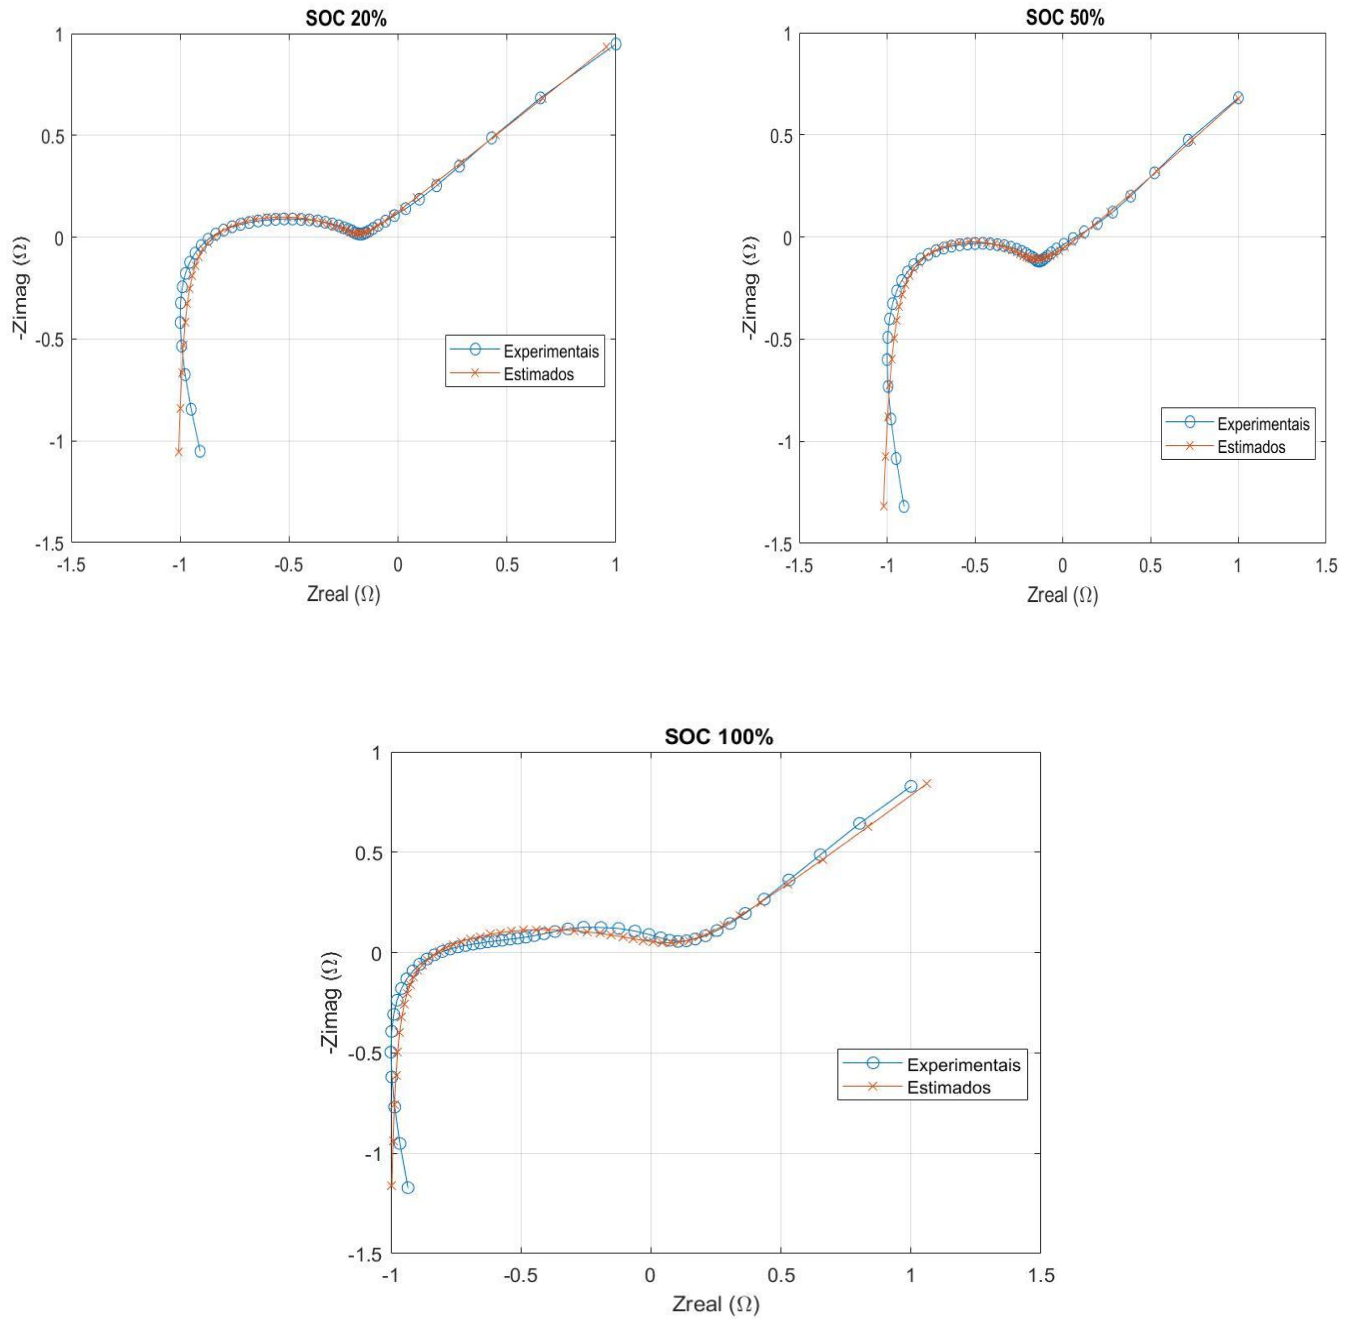 SOC 20%
1
0.5
0
-0.5
-1
-1.5
-Zimag (Ω)
-1.5 -1 -0.5 0 0.5 1
Zreal (Ω)
Experimentais
Estimados
SOC 50%
1
0.5
0
-0.5
-1
-1.5
-Zimag (Ω)
-1.5 -1 -0.5 0 0.5 1 1.5
Zreal (Ω)
Experimentais
Estimados
SOC 100%
1
0.5
0
-0.5
-1
-1.5
-Zimag (Ω)
-1 -0.5 0 0.5 1 1.5
Zreal (Ω)
Experimentais
Estimados